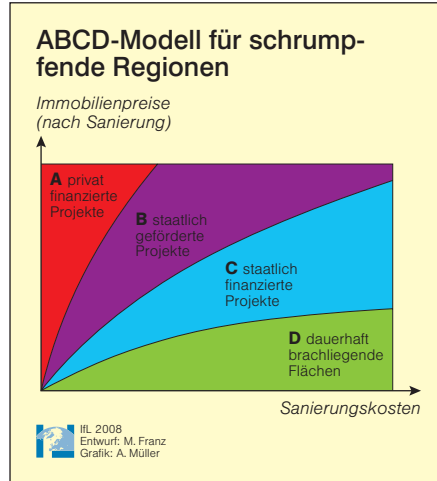 ABCD-Modell für schrump-
fende Regionen
Immobilienpreise
(nach Sanierung)
A privat
finanzierte
Projekte
B staatlich
geförderte
Projekte
C staatlich
finanzierte
Projekte
D dauerhaft
brachliegende
Flächen
Sanierungskosten
IfL 2008
Entwurf: M. Franz
Grafik: A. Müller